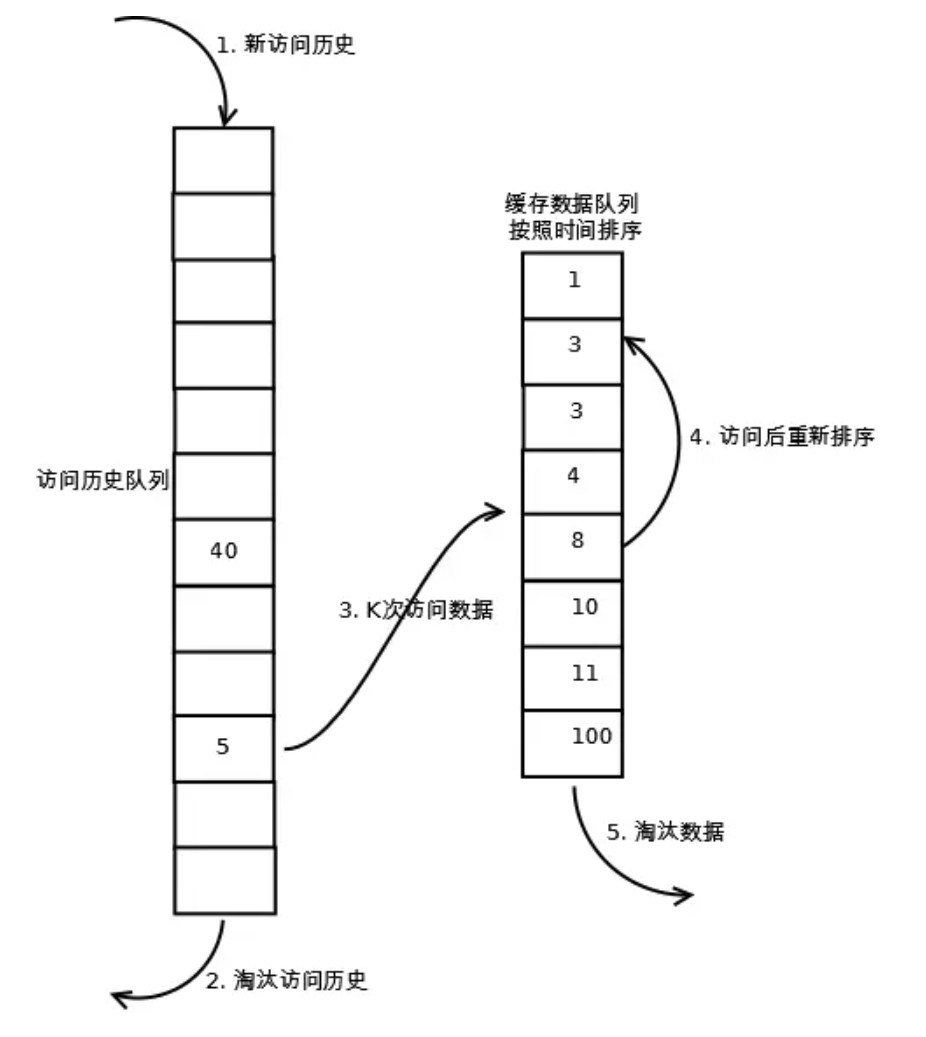 1. 新访问历史
缓存数据队列
按照时间排序
1
3
3
4
8
10
11
100
4. 访问后重新排序
访问历史队列
40
5
3. K次访问数据
5. 淘汰数据
2. 淘汰访问历史